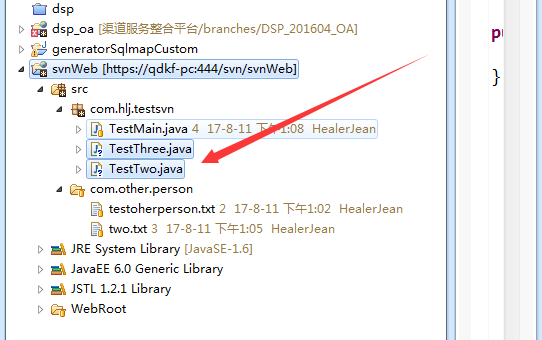 dsp
dsp_oa [渠道服务整合平台/branches/DSP_201604_OA]
generatorSqlmapCustom
svnWeb [https://qdkf-pc:444/svn/svnWeb]
src
com.hlj.testsvn
TestMain.java 4 17-8-11 下午1:08 HealerJean
TestThree.java
TestTwo.java
com.other.person
testoherperson.txt 2 17-8-11 下午1:02 HealerJean
two.txt 3 17-8-11 下午1:05 HealerJean
JRE System Library [JavaSE-1.6]
JavaEE 6.0 Generic Library
JSTL 1.2.1 Library
WebRoot
pu
}